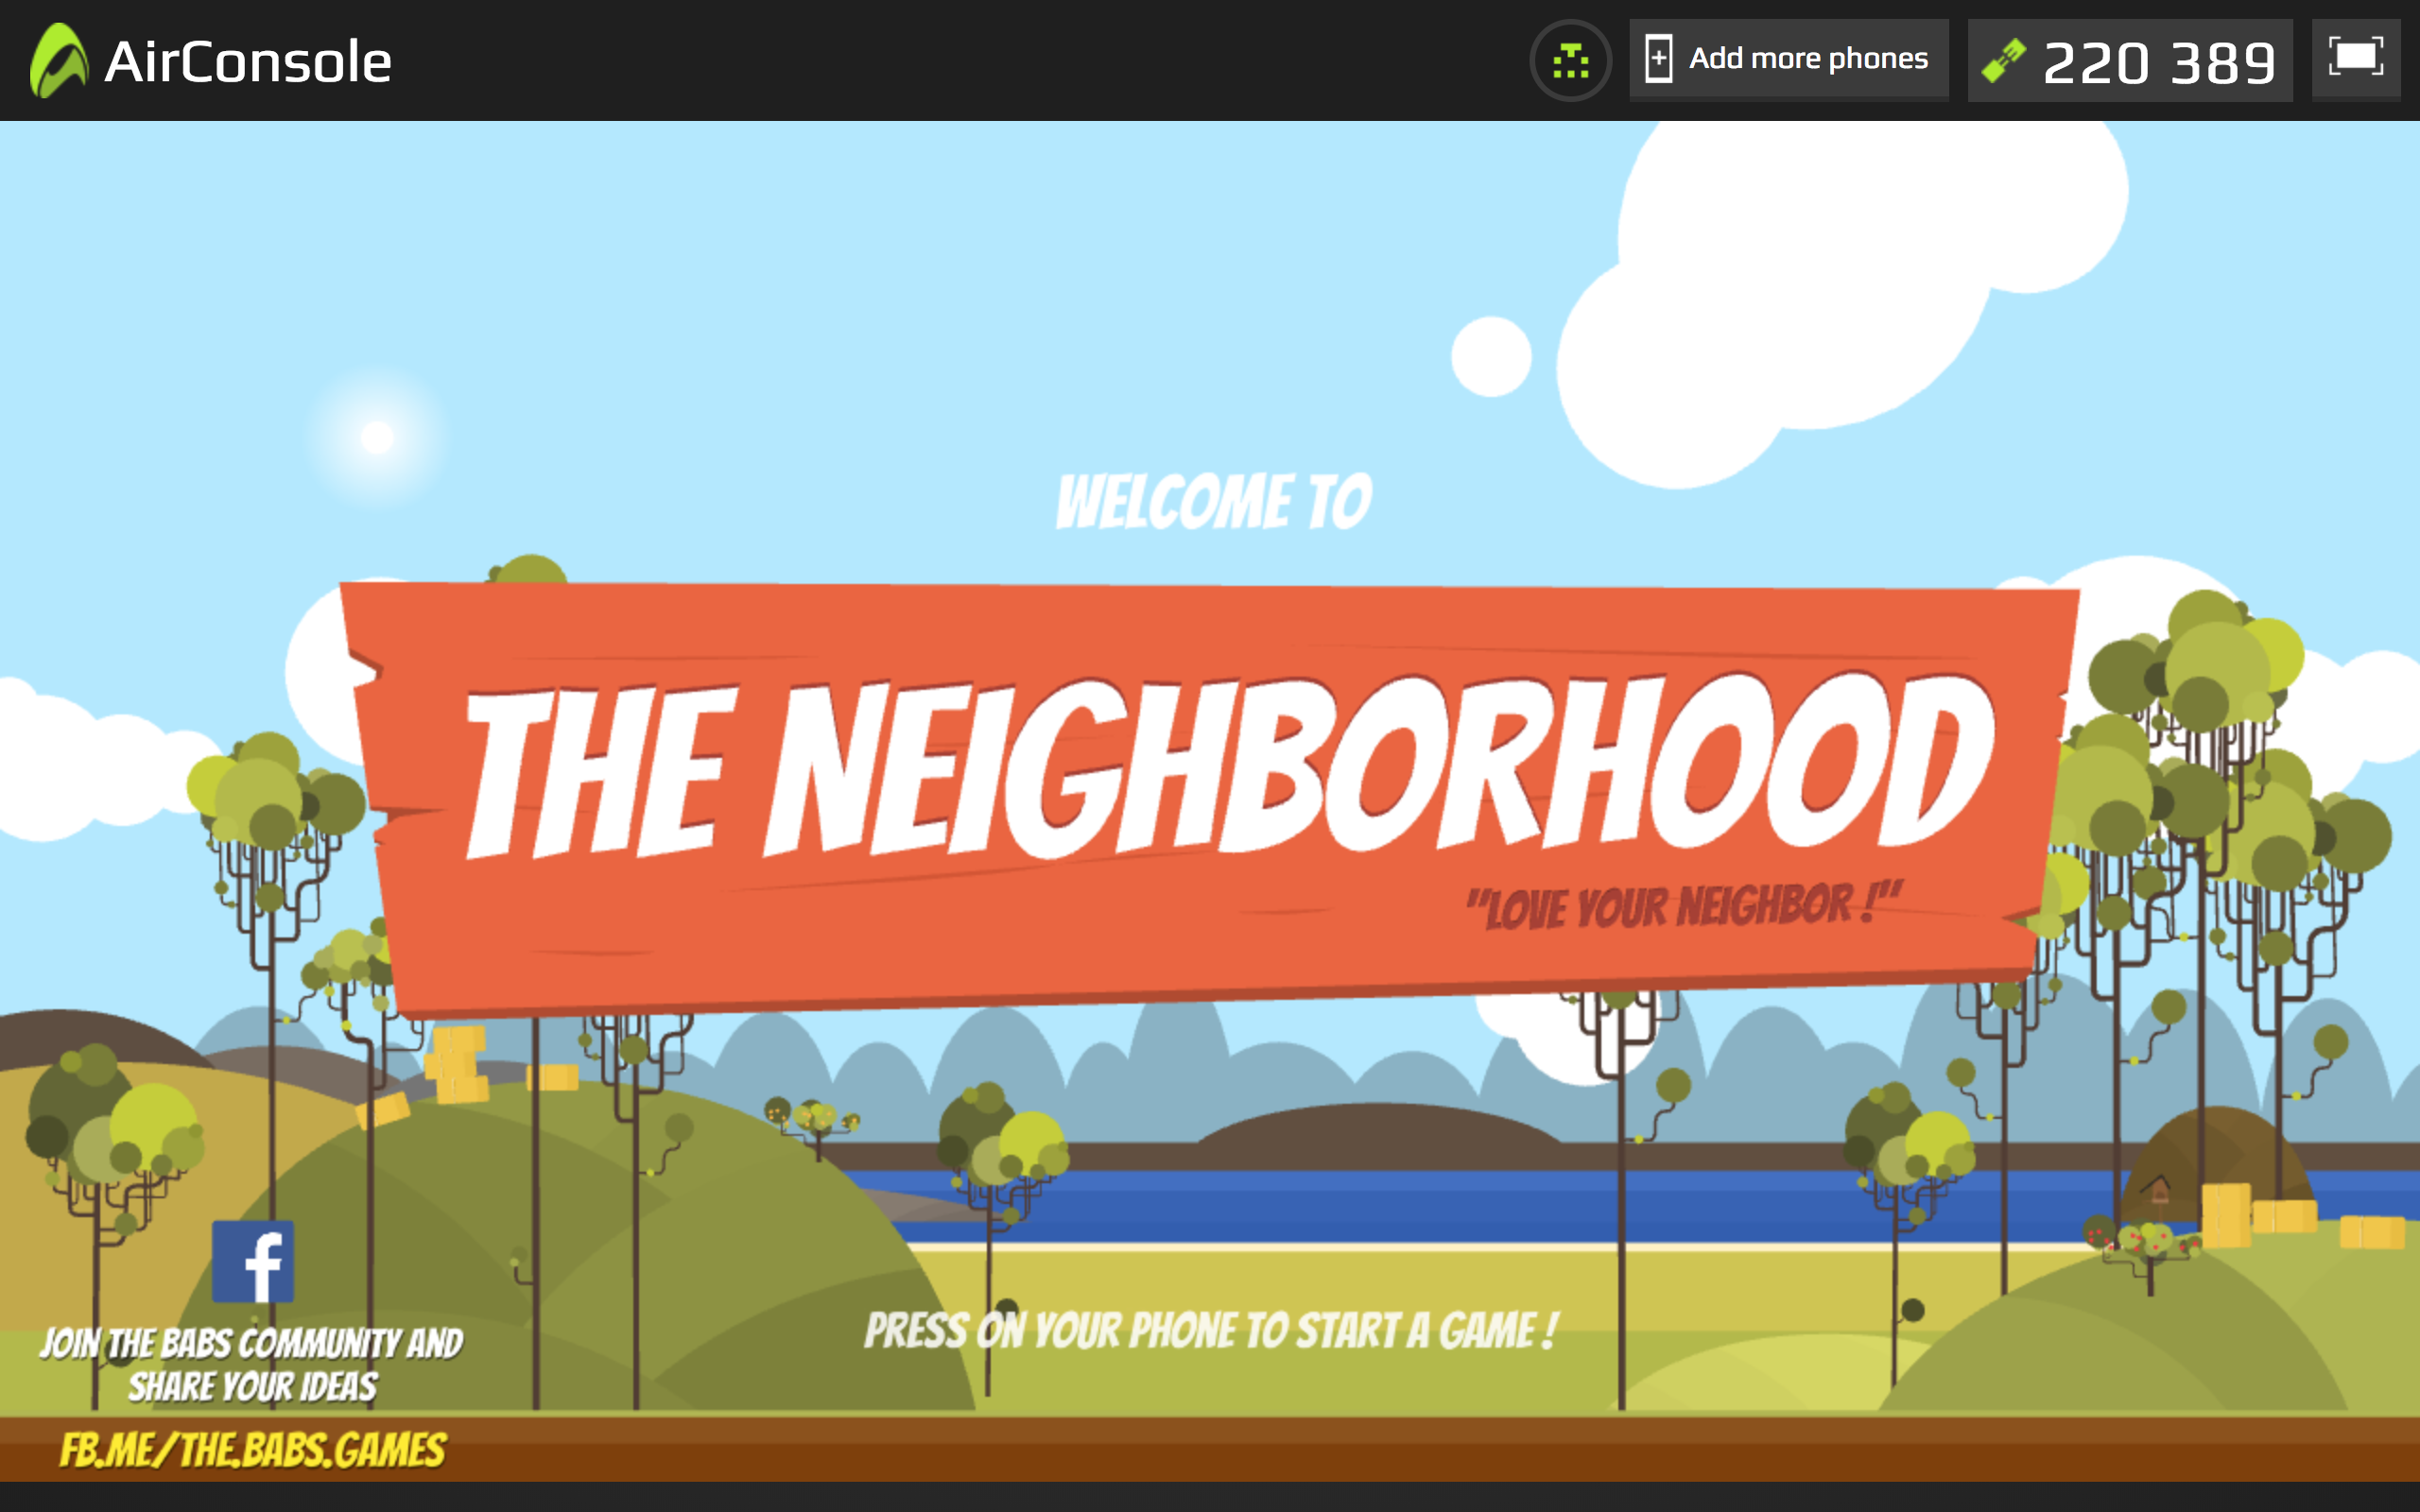 AirConsole
Add more phones
220 389
WELCOME TO
THE NEIGHBORHOOD
"LOVE YOUR NEIGHBOR !"
PRESS ON YOUR PHONE TO START A GAME !
f
JOIN THE BABS COMMUNITY AND
SHARE YOUR IDEAS
FB.ME/THE.BABS.GAMES